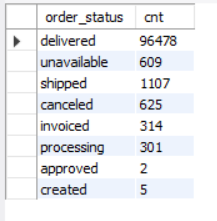 order_status cnt
delivered 96478
unavailable 609
shipped 1107
canceled 625
invoiced 314
processing 301
approved 2
created 5